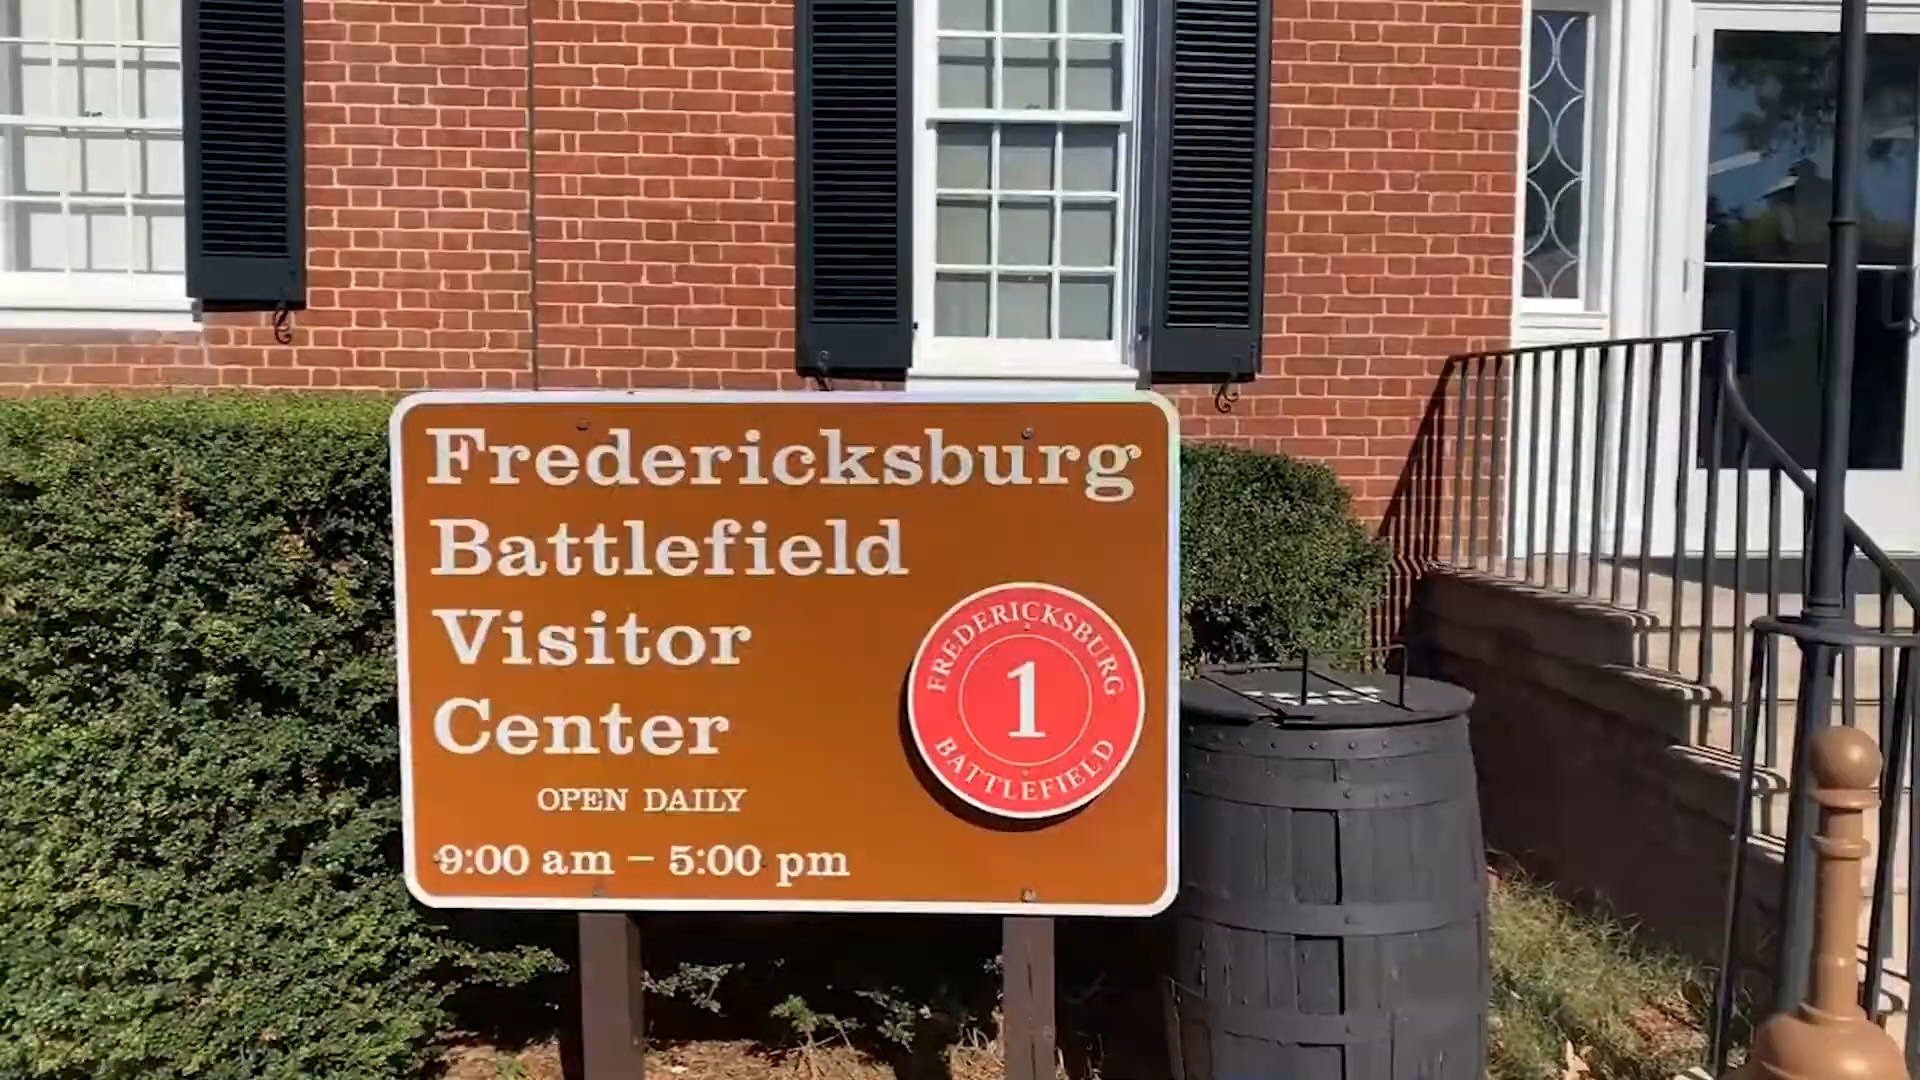 Fredericksburg
Battlefield
Visitor
Center
OPEN DAILY
9:00 am – 5:00 pm
FREDERICKSBURG
1
BATTLEFIELD